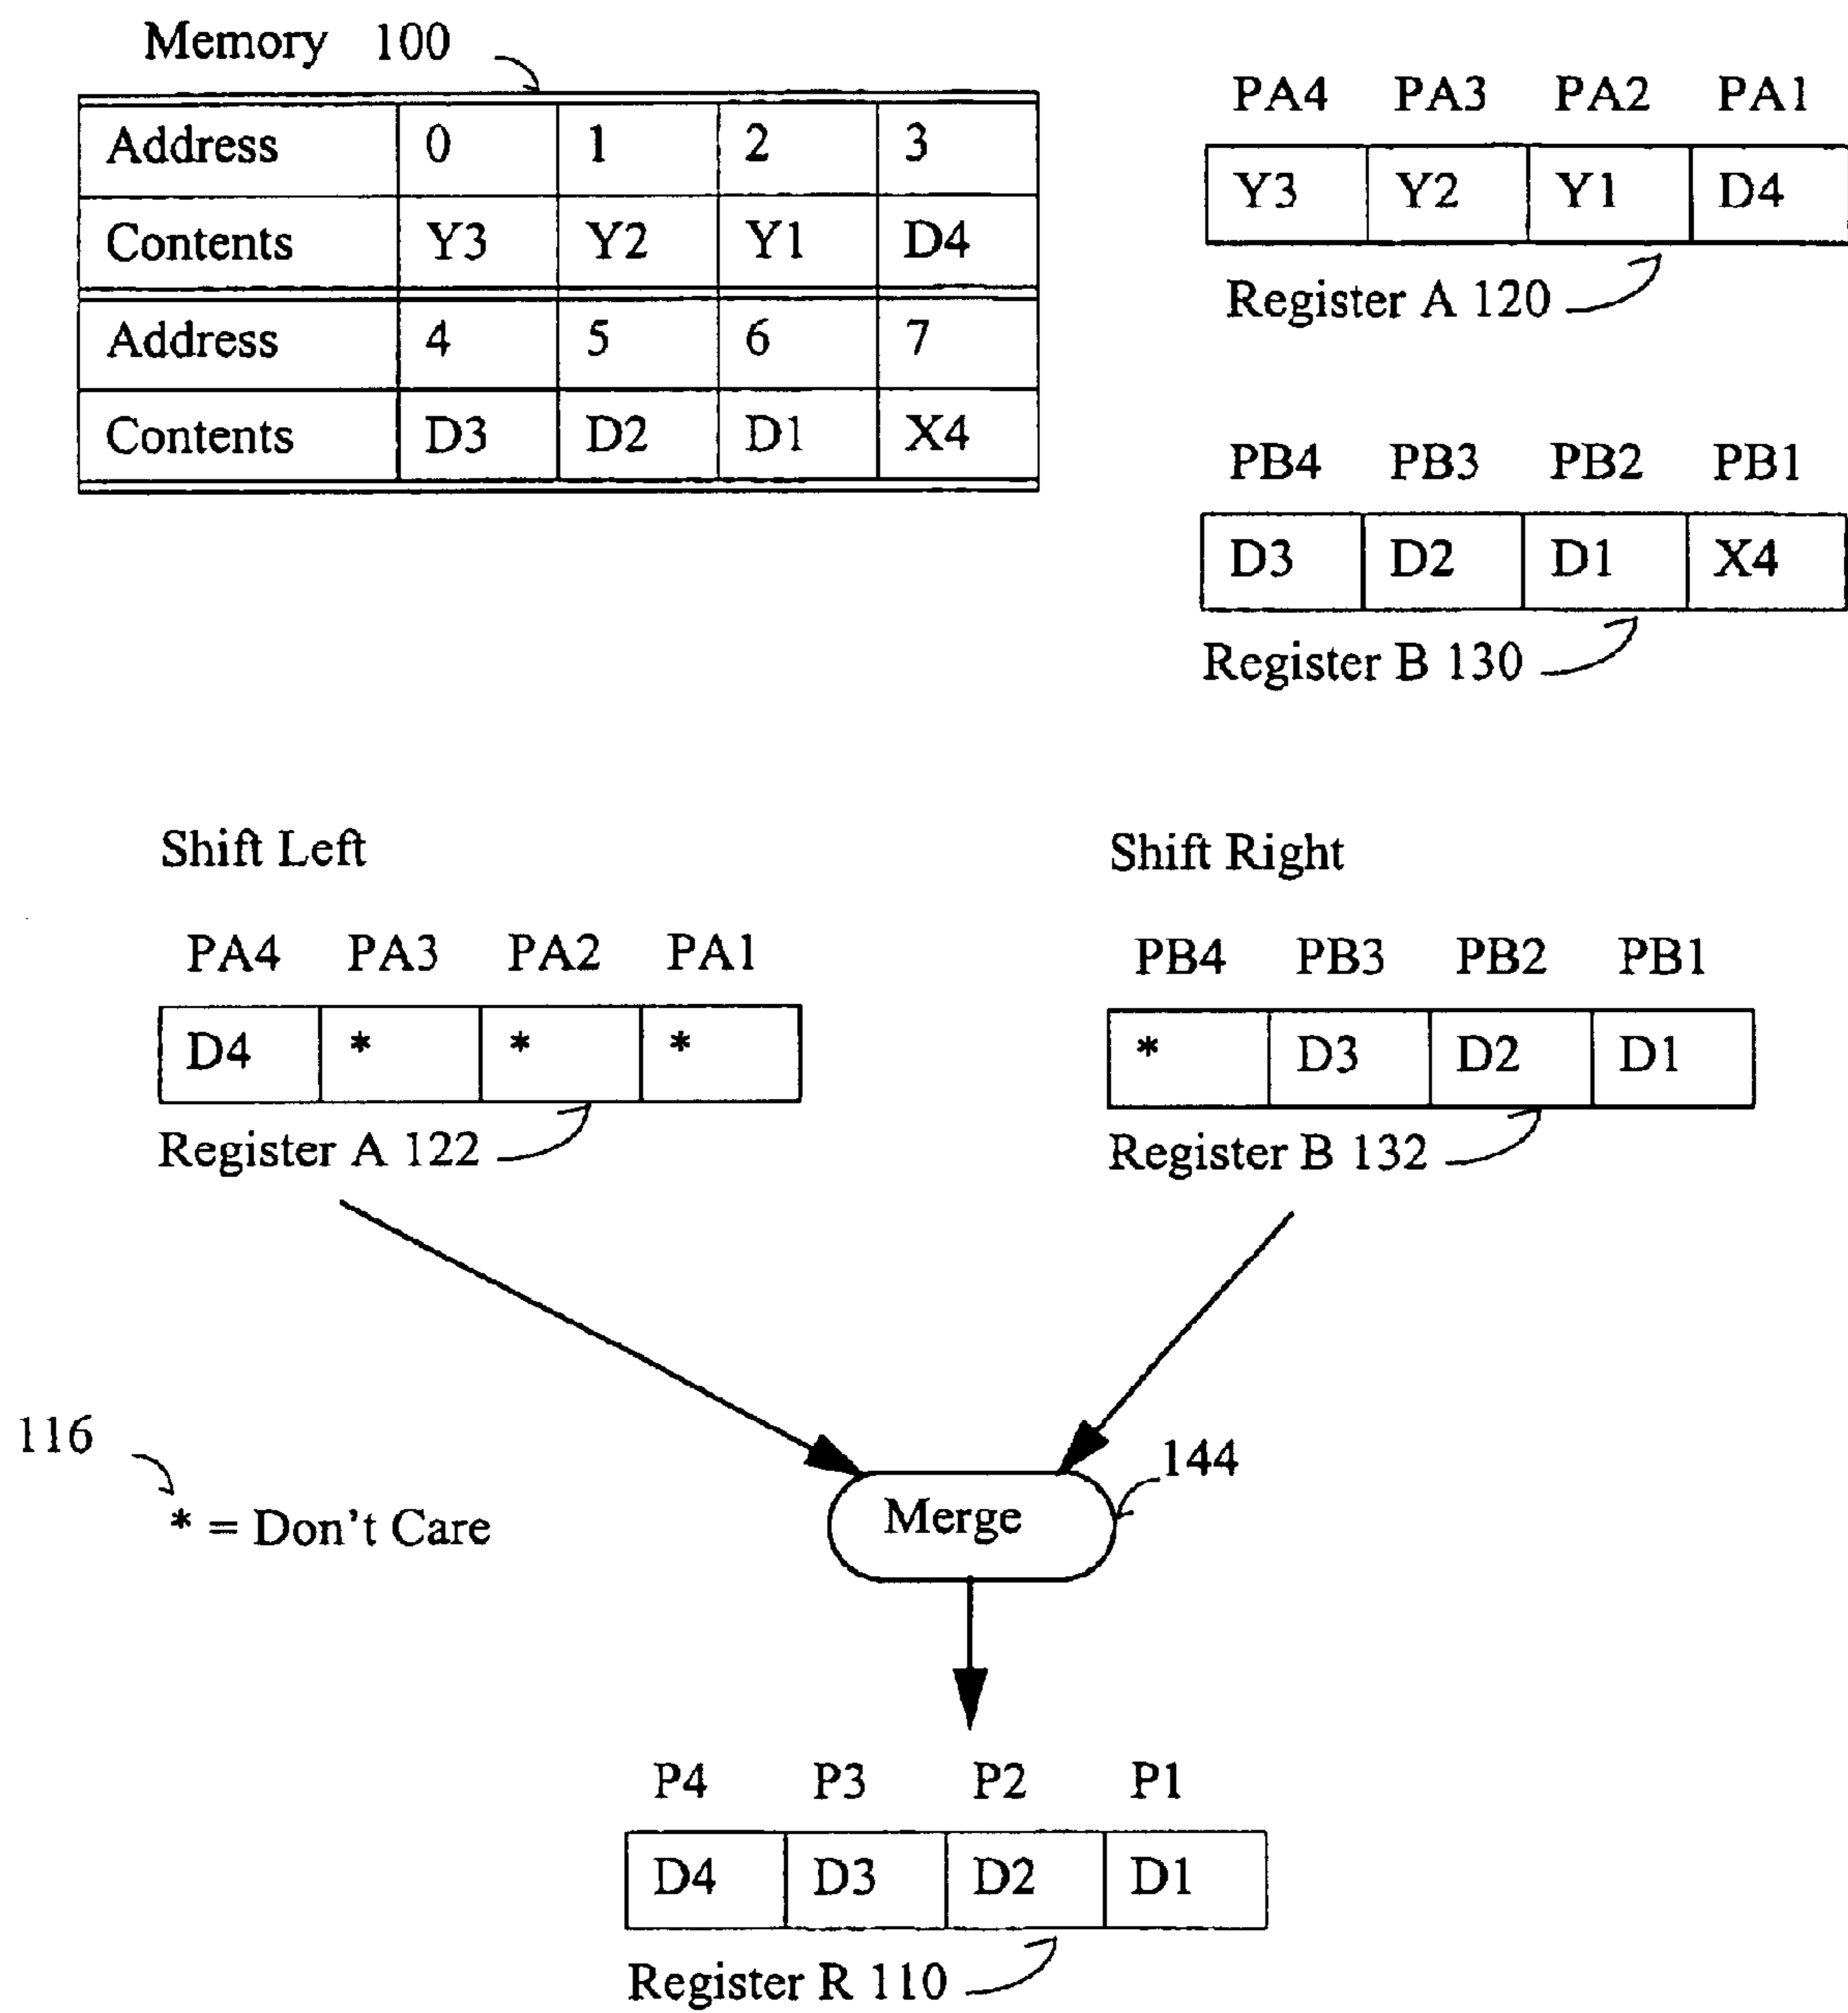 Memory 100
Address 0 1 2 3
Contents Y3 Y2 Y1 D4
Address 4 5 6 7
Contents D3 D2 D1 X4
PA4 PA3 PA2 PA1
Y3 Y2 Y1 D4
Register A 120
PB4 PB3 PB2 PB1
D3 D2 D1 X4
Register B 130
Shift Left
PA4 PA3 PA2 PA1
D4 * * *
Register A 122
Shift Right
PB4 PB3 PB2 PB1
* D3 D2 D1
Register B 132
116
* = Don't Care
144
Merge
P4 P3 P2 P1
D4 D3 D2 D1
Register R 110